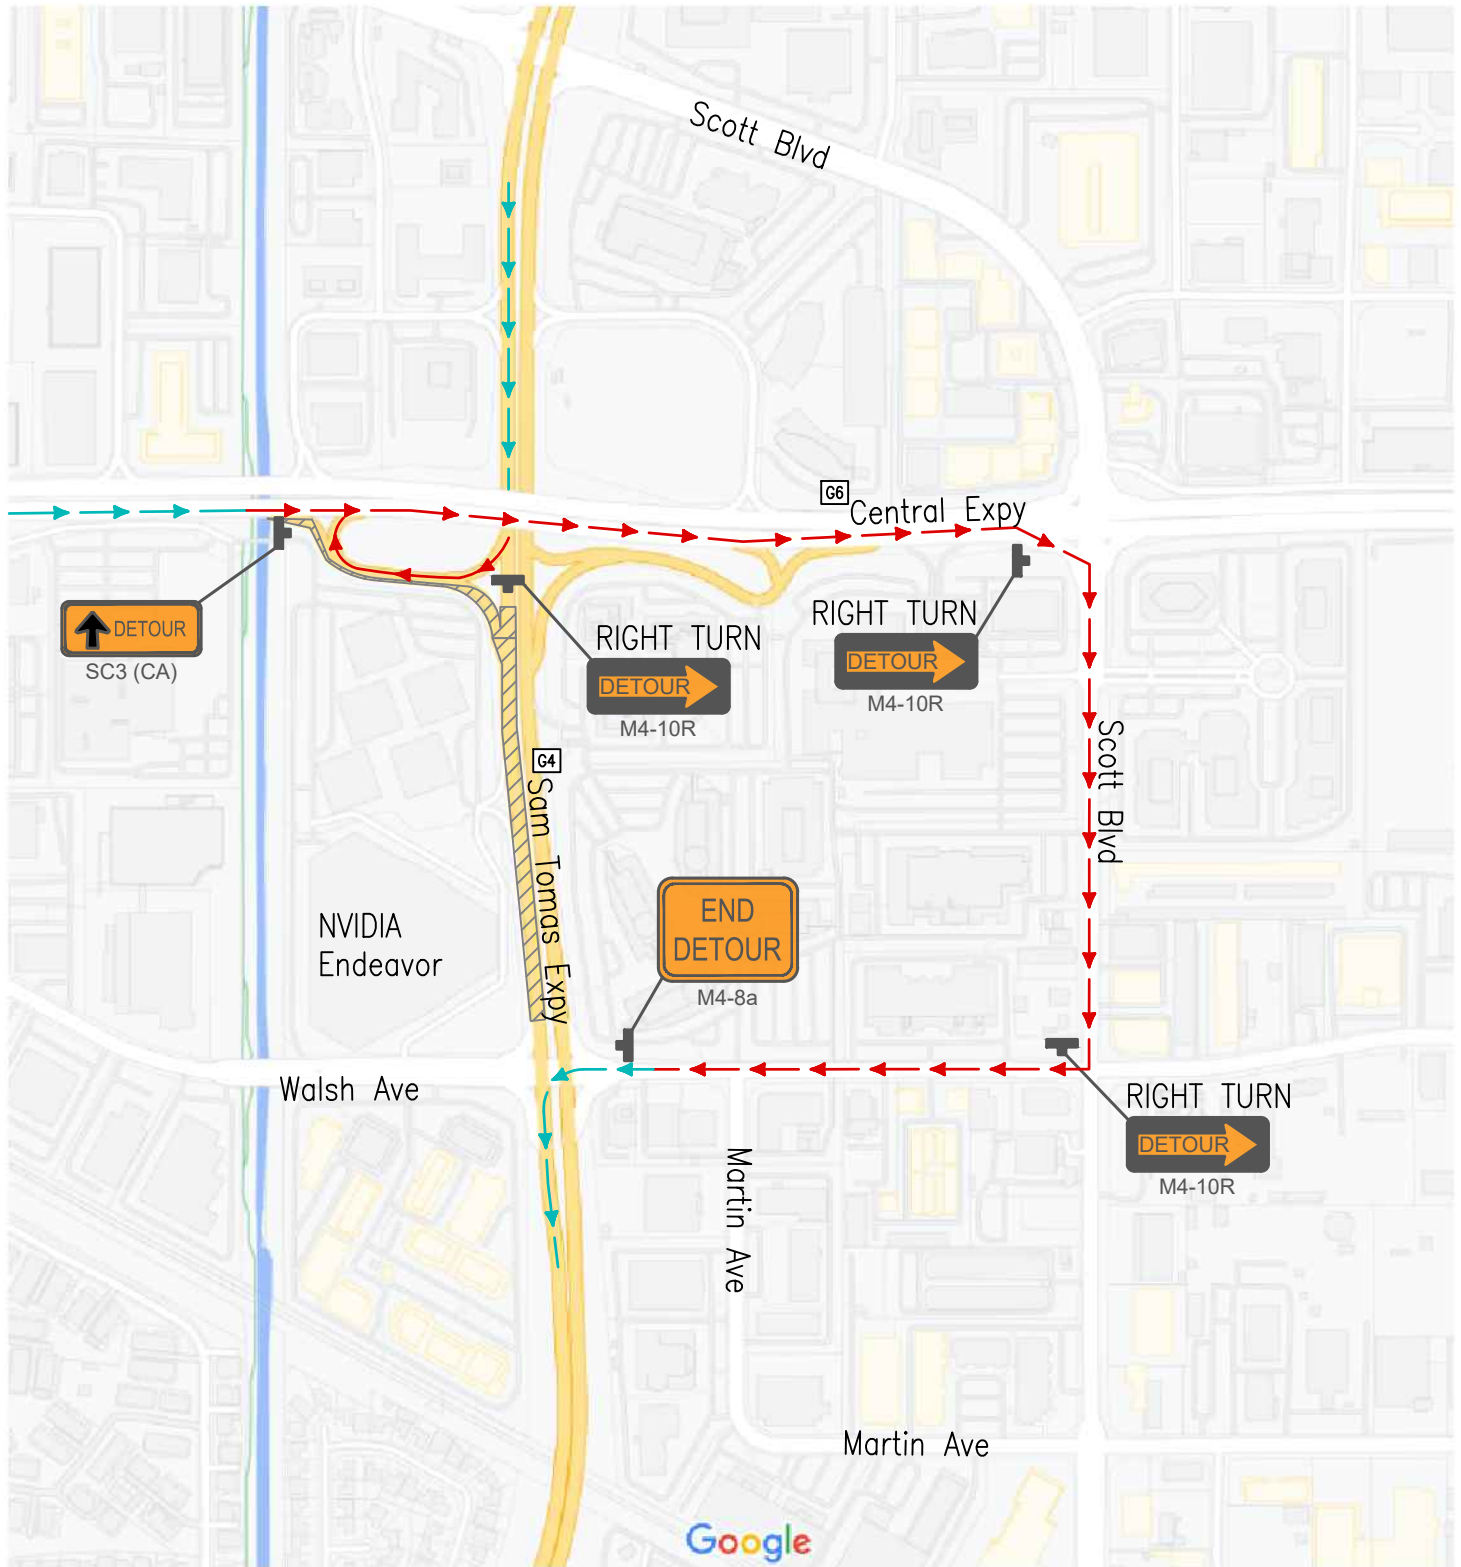 Scott Blvd
G6
Central Expy
DETOUR
SC3 (CA)
RIGHT TURN
DETOUR
M4-10R
RIGHT TURN
DETOUR
M4-10R
G4
Sam Tomas Expy
Scott Blvd
NVIDIA
Endeavor
END
DETOUR
M4-8a
Walsh Ave
RIGHT TURN
DETOUR
M4-10R
Martin Ave
Martin Ave
Google